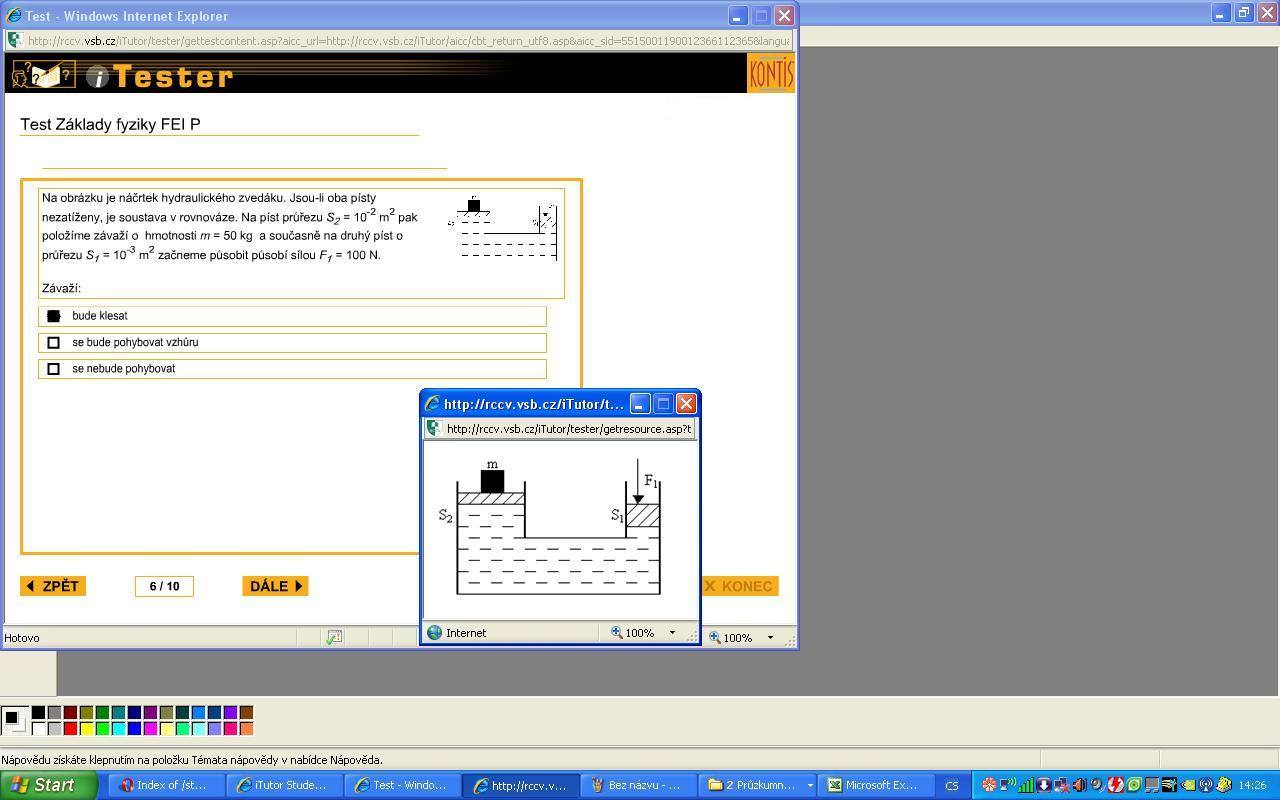 Test - Windows Internet Explorer
http://rccv.vsb.cz/iTutor/tester/gettestcontent.asp?aicc_url=http://rccv.vsb.cz/iTutor/aicc/cbt_return_utf8.asp&aicc_sid=55150011900123661123658&langua
i Tester
KONTIS
Test Základy fyziky FEI P
Na obrázku je náčrtek hydraulického zvedáku. Jsou-li oba písty
nezatíženy, je soustava v rovnováze. Na píst průřezu S2 = 10-2 m2 pak
položíme závaží o hmotnosti m = 50 kg a současně na druhý píst o
průřezu S1 = 10-3 m2 začneme působit působí sílou F1 = 100 N.
Závaží:
bude klesat
se bude pohybovat vzhůru
se nebude pohybovat
http://rccv.vsb.cz/iTutor/t...
http://rccv.vsb.cz/iTutor/tester/getresource.asp?t
m
F1
S2
S1
Internet
100%
ZPĚT
6 / 10
DÁLE
X KONEC
Hotovo
100%
Nápovědu získáte klepnutím na položku Témata nápovědy v nabídce Nápověda.
Start
Index of /st...
iTutor Stude...
Test - Windo...
http://rccv.v...
Bez názvu - ...
2 Průzkumn...
Microsoft Ex...
CS
14:26